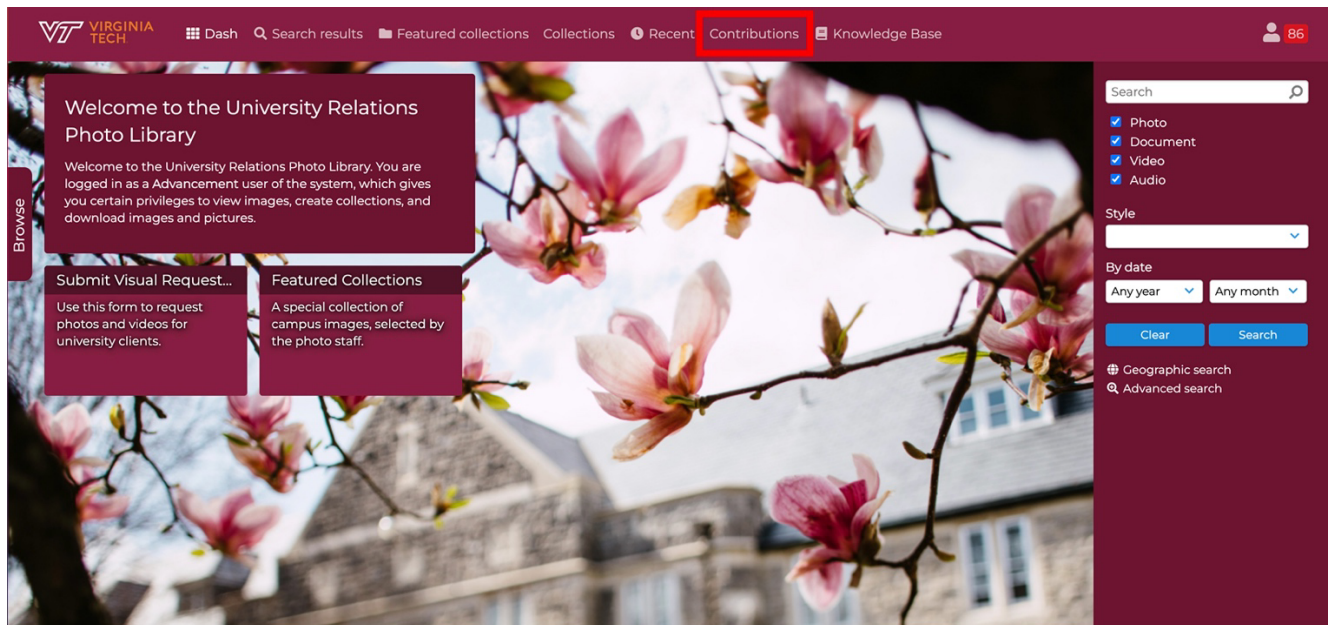 VT VIRGINIA TECH
Dash Search results Featured collections Collections Recent Contributions Knowledge Base 86
Welcome to the University Relations
Photo Library
Welcome to the University Relations Photo Library. You are
logged in as a Advancement user of the system, which gives
you certain privileges to view images, create collections, and
download images and pictures.
Browse
Submit Visual Request...
Use this form to request
photos and videos for
university clients.
Featured Collections
A special collection of
campus images, selected by
the photo staff.
Search
Photo
Document
Video
Audio
Style
By date
Any year Any month
Clear Search
Geographic search
Advanced search